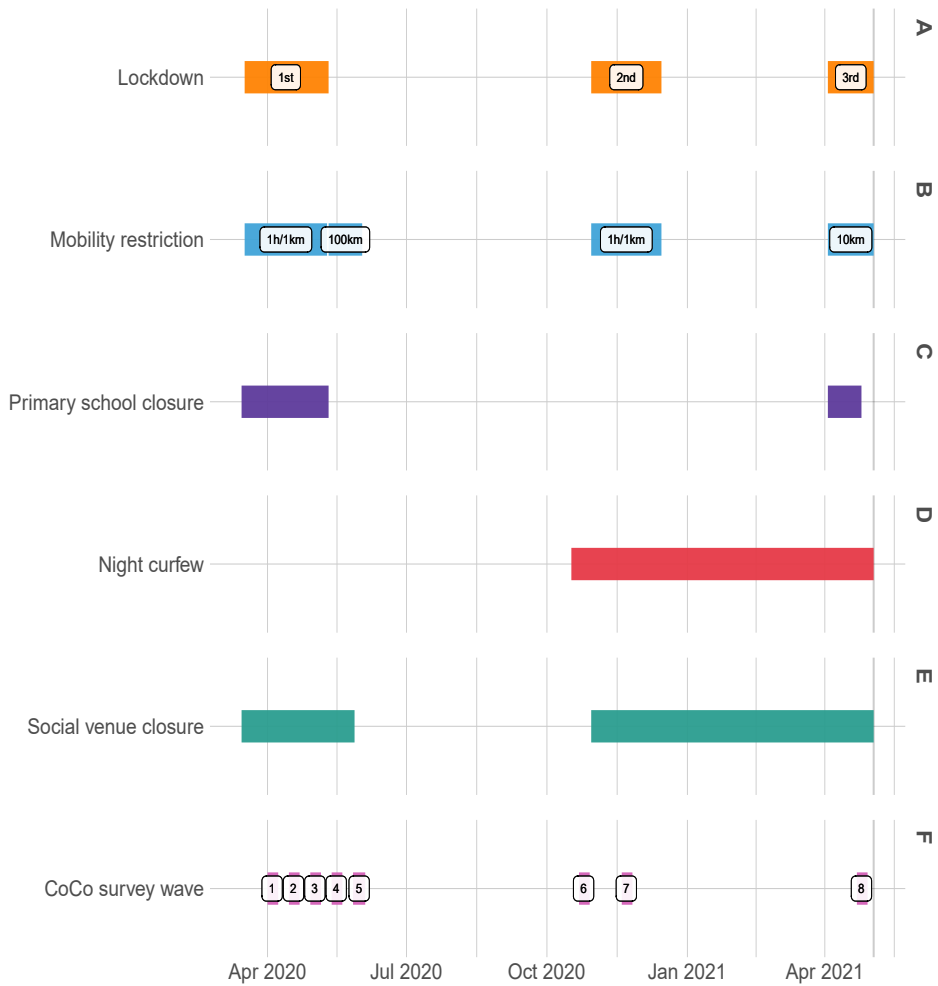 A
Lockdown
1st
2nd
3rd
B
Mobility restriction
1h/1km
100km
1h/1km
10km
C
Primary school closure
D
Night curfew
E
Social venue closure
F
CoCo survey wave
1
2
3
4
5
6
7
8
Apr 2020
Jul 2020
Oct 2020
Jan 2021
Apr 2021